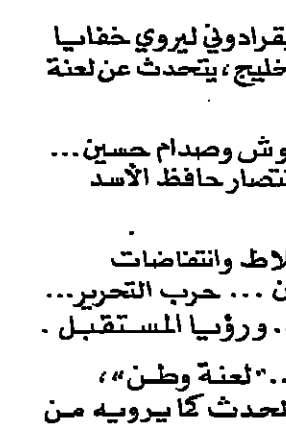 بقرادوني ليروي خفايا
خليج، يتحدث عن لعنة
وش وصدام حسين...
نتصار حافظ الأسد
لاط وانتفاضات
ن ... حرب التحرير...
. ورؤيا المستقبل .
.."لعنة وطن"،
لحدث كما يرويه من